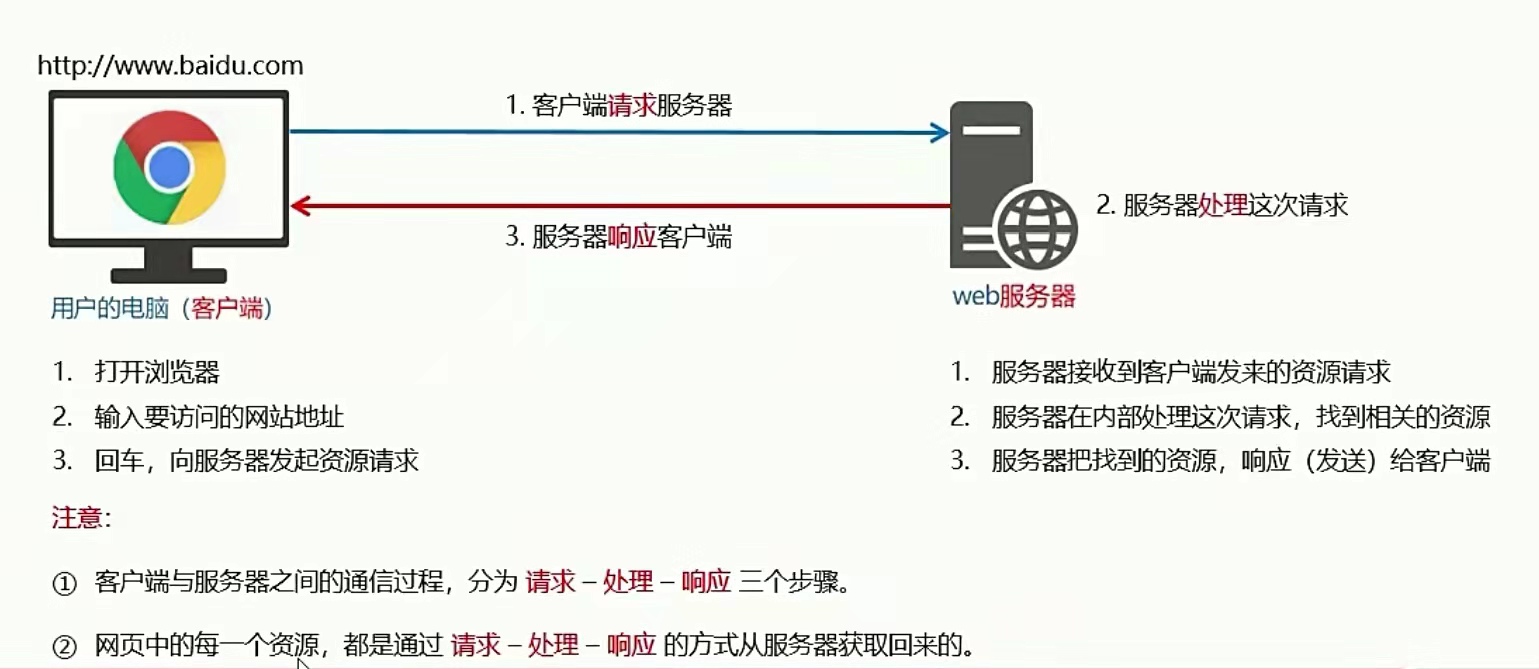 http://www.baidu.com
1. 客户端请求服务器
2. 服务器处理这次请求
3. 服务器响应客户端
用户的电脑（客户端）
web服务器
1. 打开浏览器
2. 输入要访问的网站地址
3. 回车，向服务器发起资源请求
1. 服务器接收到客户端发来的资源请求
2. 服务器在内部处理这次请求，找到相关的资源
3. 服务器把找到的资源，响应（发送）给客户端
注意：
① 客户端与服务器之间的通信过程，分为 请求 – 处理 – 响应 三个步骤。
② 网页中的每一个资源，都是通过 请求 – 处理 – 响应 的方式从服务器获取回来的。